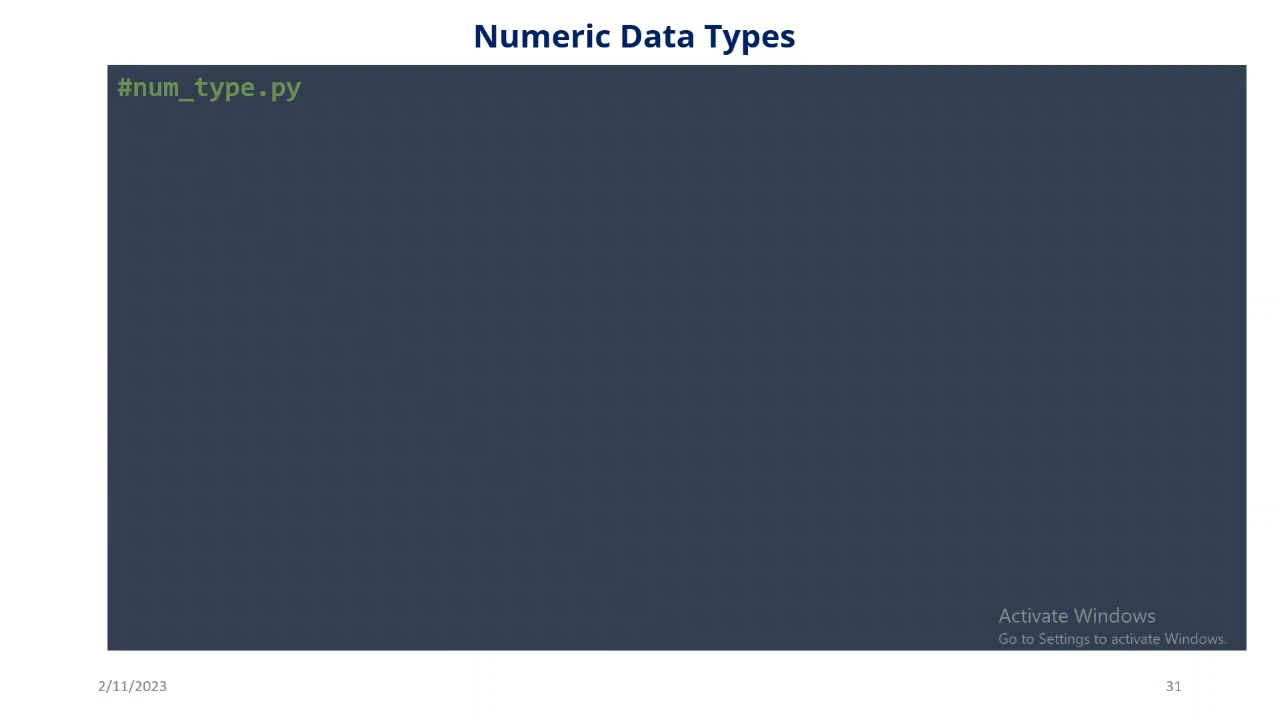 Numeric Data Types
#num_type.py
Activate Windows
Go to Settings to activate Windows.
2/11/2023
31